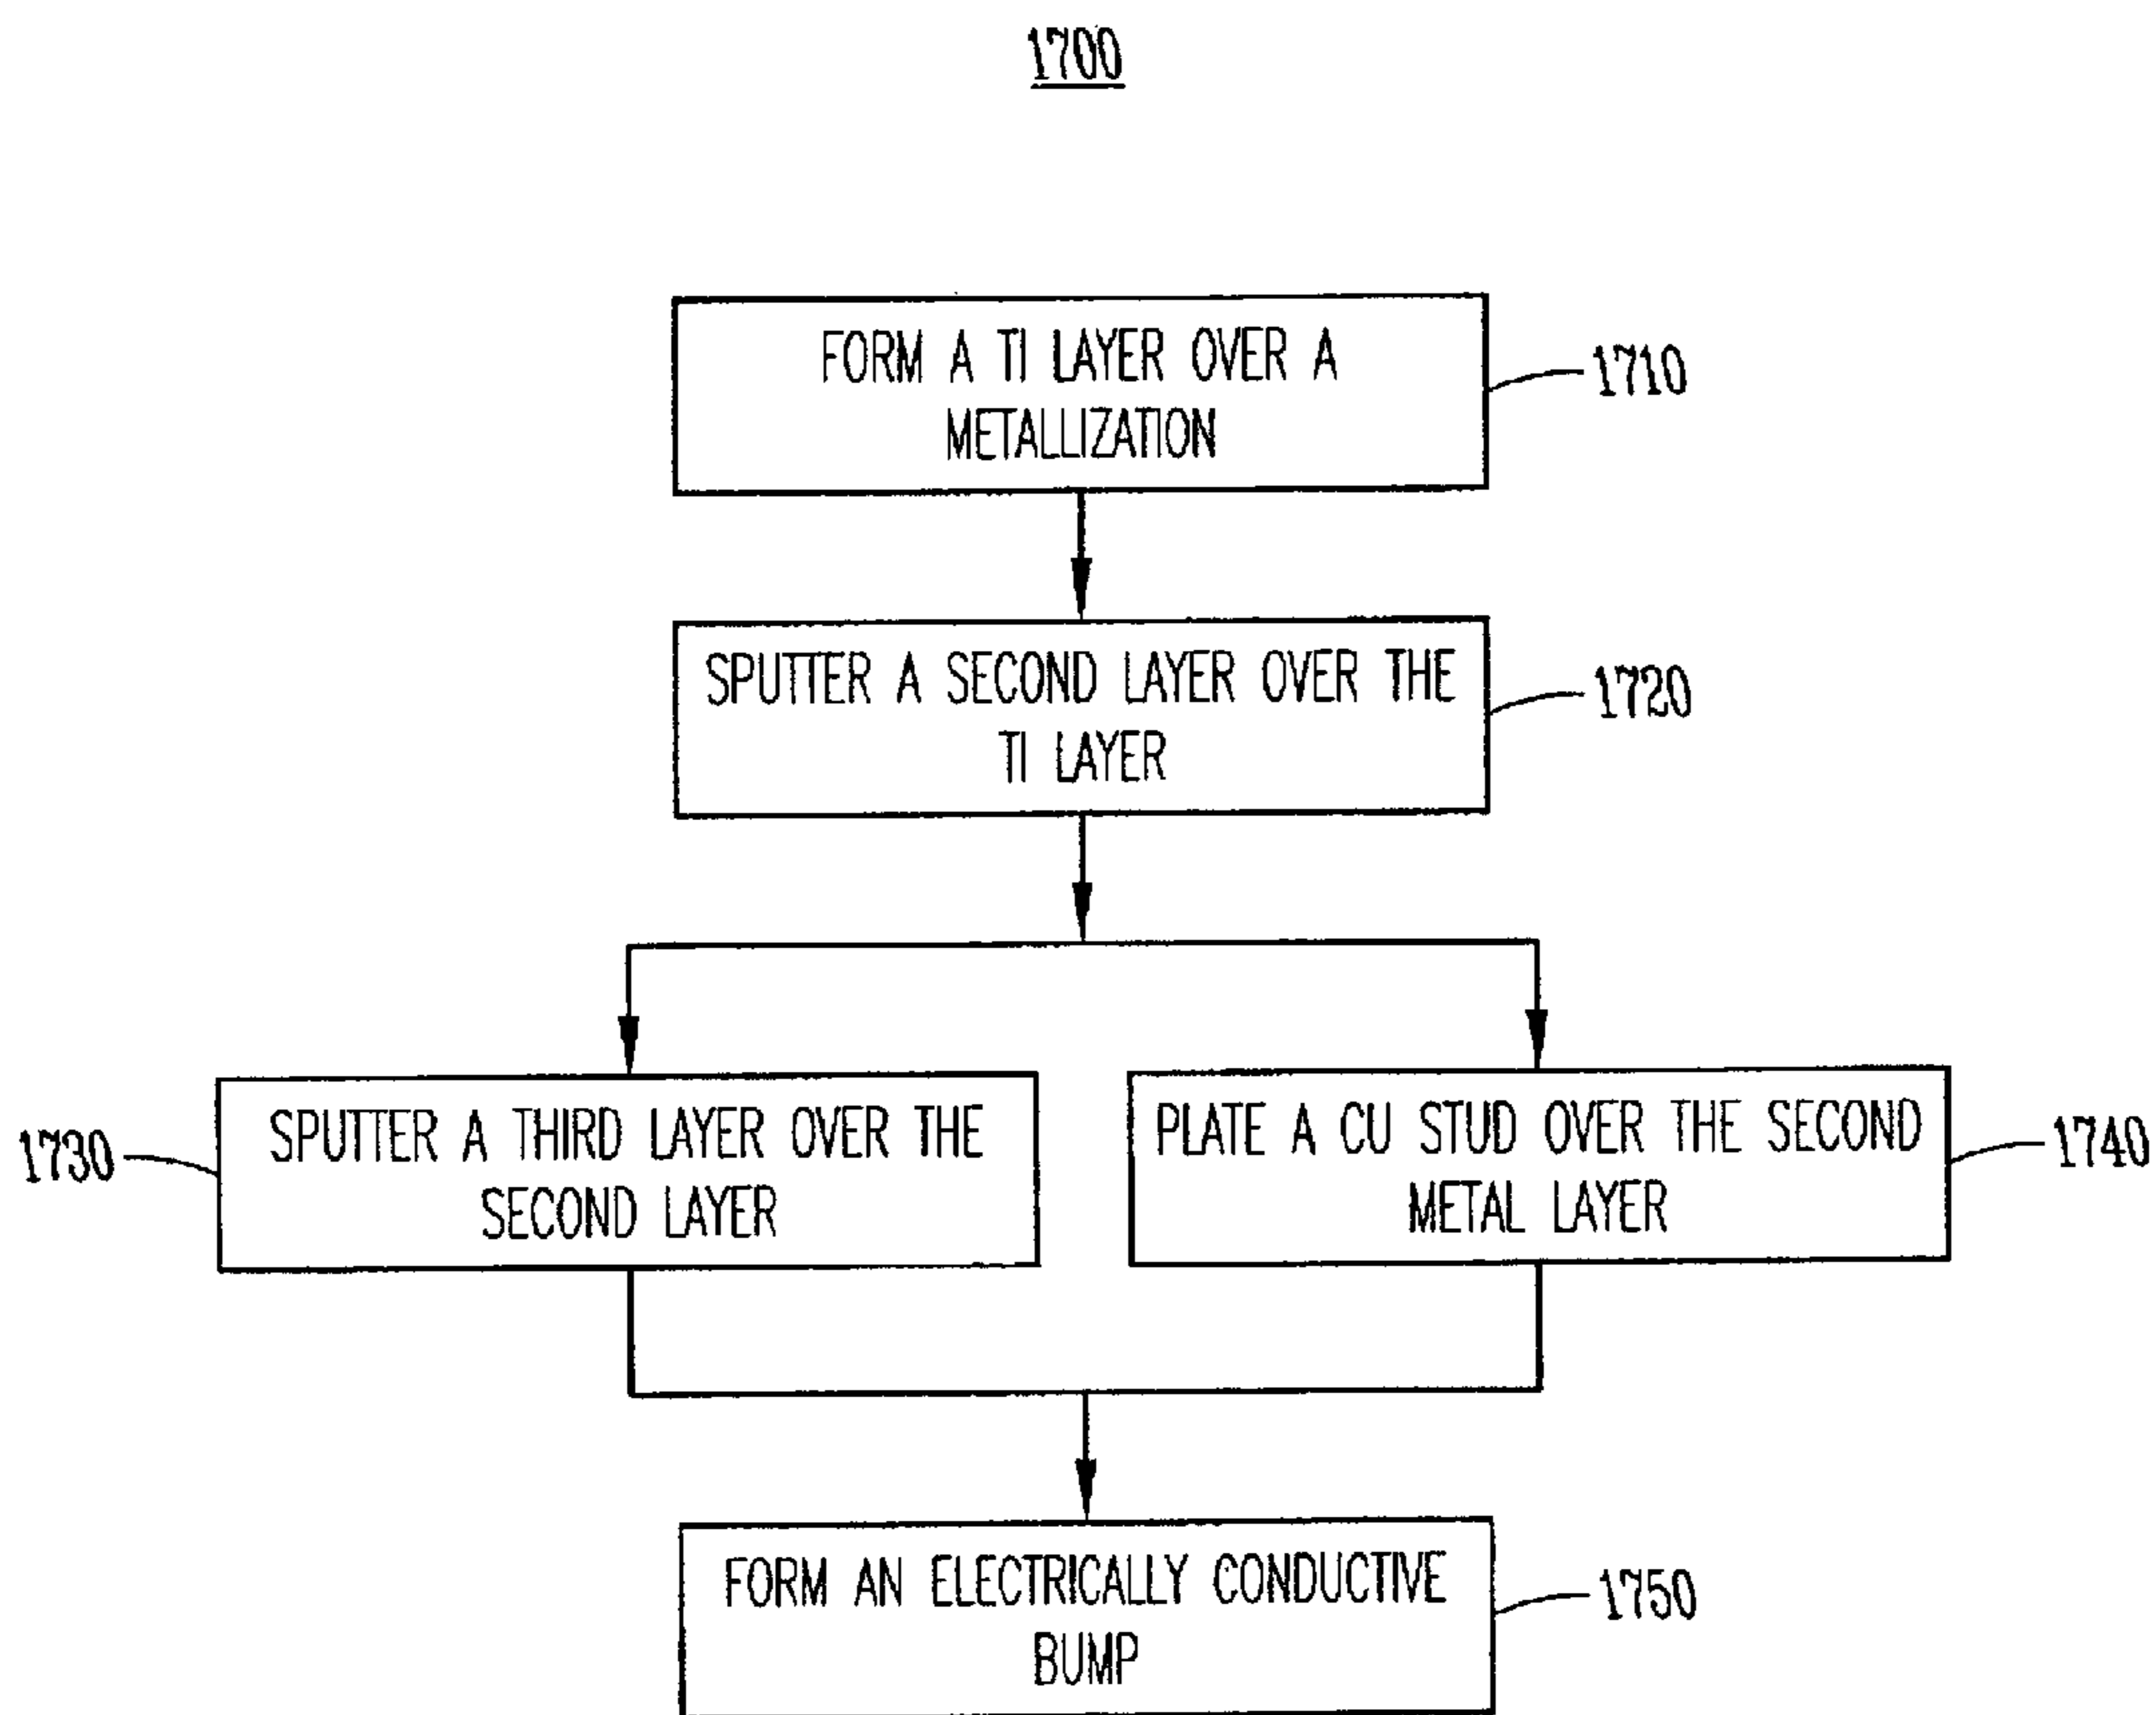 1700
FORM A TI LAYER OVER A
METALLIZATION
1710
SPUTTER A SECOND LAYER OVER THE
TI LAYER
1720
SPUTTER A THIRD LAYER OVER THE
SECOND LAYER
1730
PLATE A CU STUD OVER THE SECOND
METAL LAYER
1740
FORM AN ELECTRICALLY CONDUCTIVE
BUMP
1750